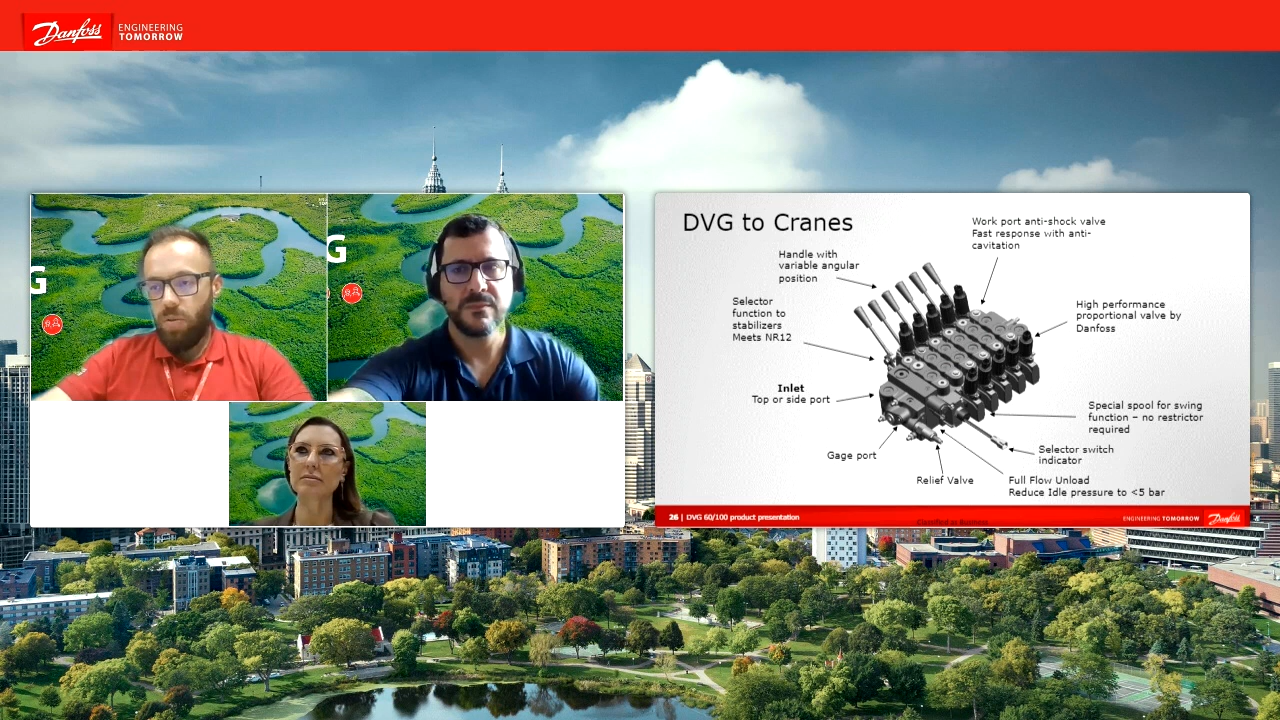 Danfoss
ENGINEERING
TOMORROW
G
G
DVG to Cranes
Work port anti-shock valve
Fast response with anti-
cavitation
Handle with
variable angular
position
Selector
function to
stabilizers
Meets NR12
High performance
proportional valve by
Danfoss
Inlet
Top or side port
Special spool for swing
function – no restrictor
required
Gage port
Selector switch
indicator
Relief Valve
Full Flow Unload
Reduce Idle pressure to <5 bar
26 | DVG 60/100 product presentation
Classified as Business
ENGINEERING TOMORROW
Danfoss